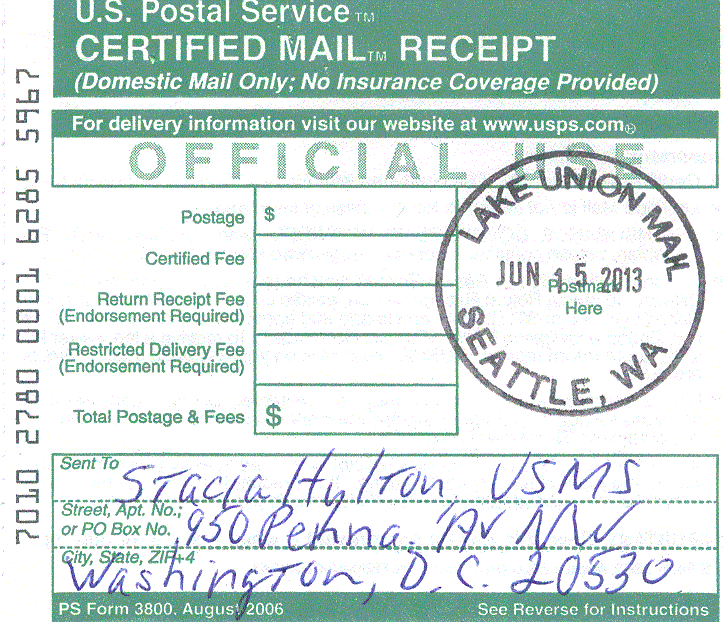 U.S. Postal Service TM
CERTIFIED MAIL TM RECEIPT
(Domestic Mail Only; No Insurance Coverage Provided)
For delivery information visit our website at www.usps.com®
OFFICIAL USE
7010 2780 0001 6285 5967
Postage $
Certified Fee
Return Receipt Fee
(Endorsement Required)
Restricted Delivery Fee
(Endorsement Required)
Total Postage & Fees $
LAKE UNION MAIL
JUN 15 2013
Postmark
Here
SEATTLE, WA
Sent To
Stacia Hylton, USMS
Street, Apt. No.;
or PO Box No.
950 Penna. Av NW
City, State, ZIP+4
Washington, D.C. 20530
PS Form 3800, August 2006
See Reverse for Instructions